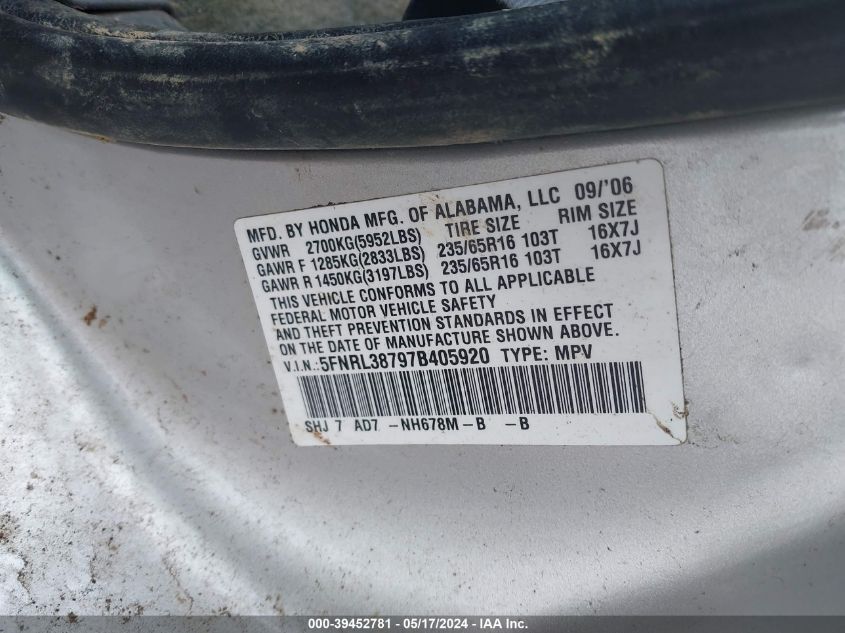 MFD. BY HONDA MFG. OF ALABAMA, LLC 09/'06
GVWR 2700KG(5952LBS) TIRE SIZE RIM SIZE
GAWR F 1285KG(2833LBS) 235/65R16 103T 16X7J
GAWR R 1450KG(3197LBS) 235/65R16 103T 16X7J
THIS VEHICLE CONFORMS TO ALL APPLICABLE
FEDERAL MOTOR VEHICLE SAFETY
AND THEFT PREVENTION STANDARDS IN EFFECT
ON THE DATE OF MANUFACTURE SHOWN ABOVE.
V.I.N.: 5FNRL38797B405920 TYPE: MPV
SHJ 7 AD7 -NH678M-B -B
000-39452781 - 05/17/2024 - IAA Inc.